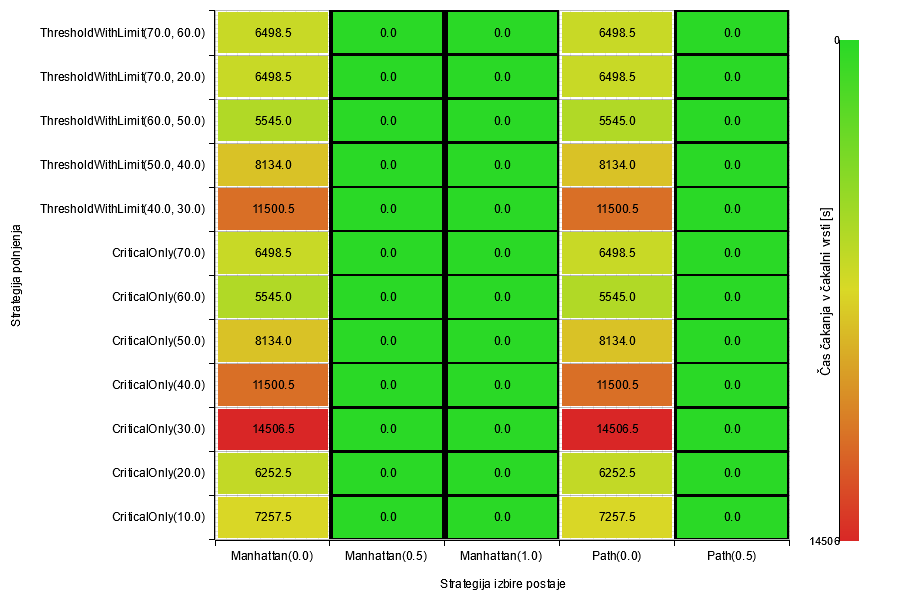 ThresholdWithLimit(70.0, 60.0) 6498.5 0.0 0.0 6498.5 0.0
ThresholdWithLimit(70.0, 20.0) 6498.5 0.0 0.0 6498.5 0.0
ThresholdWithLimit(60.0, 50.0) 5545.0 0.0 0.0 5545.0 0.0
ThresholdWithLimit(50.0, 40.0) 8134.0 0.0 0.0 8134.0 0.0
ThresholdWithLimit(40.0, 30.0) 11500.5 0.0 0.0 11500.5 0.0
CriticalOnly(70.0) 6498.5 0.0 0.0 6498.5 0.0
CriticalOnly(60.0) 5545.0 0.0 0.0 5545.0 0.0
CriticalOnly(50.0) 8134.0 0.0 0.0 8134.0 0.0
CriticalOnly(40.0) 11500.5 0.0 0.0 11500.5 0.0
CriticalOnly(30.0) 14506.5 0.0 0.0 14506.5 0.0
CriticalOnly(20.0) 6252.5 0.0 0.0 6252.5 0.0
CriticalOnly(10.0) 7257.5 0.0 0.0 7257.5 0.0
Manhattan(0.0) Manhattan(0.5) Manhattan(1.0) Path(0.0) Path(0.5)
Strategija izbire postaje
Strategija polnjenja
0
Čas čakanja v čakalni vrsti [s]
14506